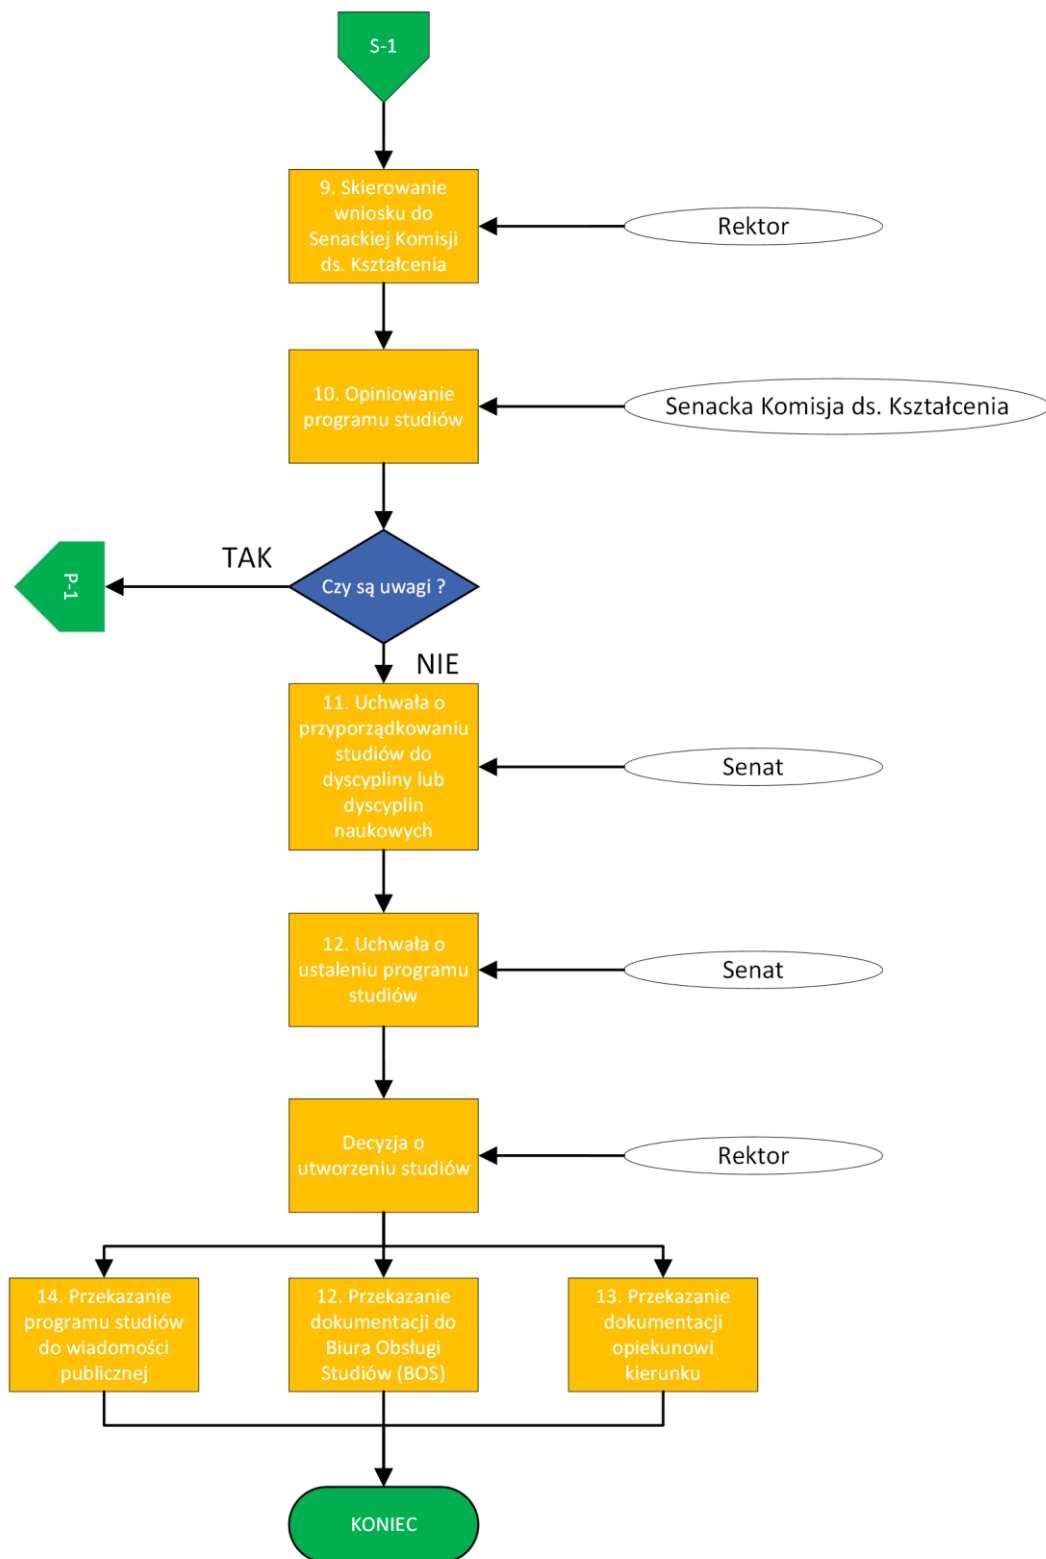 S-1
9. Skierowanie
wniosku do
Senackiej Komisji
ds. Kształcenia
Rektor
10. Opiniowanie
programu studiów
Senacka Komisja ds. Kształcenia
Czy są uwagi ?
TAK
P-1
NIE
11. Uchwała o
przyporządkowaniu
studiów do
dyscypliny lub
dyscyplin
naukowych
Senat
12. Uchwała o
ustaleniu programu
studiów
Senat
Decyzja o
utworzeniu studiów
Rektor
14. Przekazanie
programu studiów
do wiadomości
publicznej
12. Przekazanie
dokumentacji do
Biura Obsługi
Studiów (BOS)
13. Przekazanie
dokumentacji
opiekunowi
kierunku
KONIEC